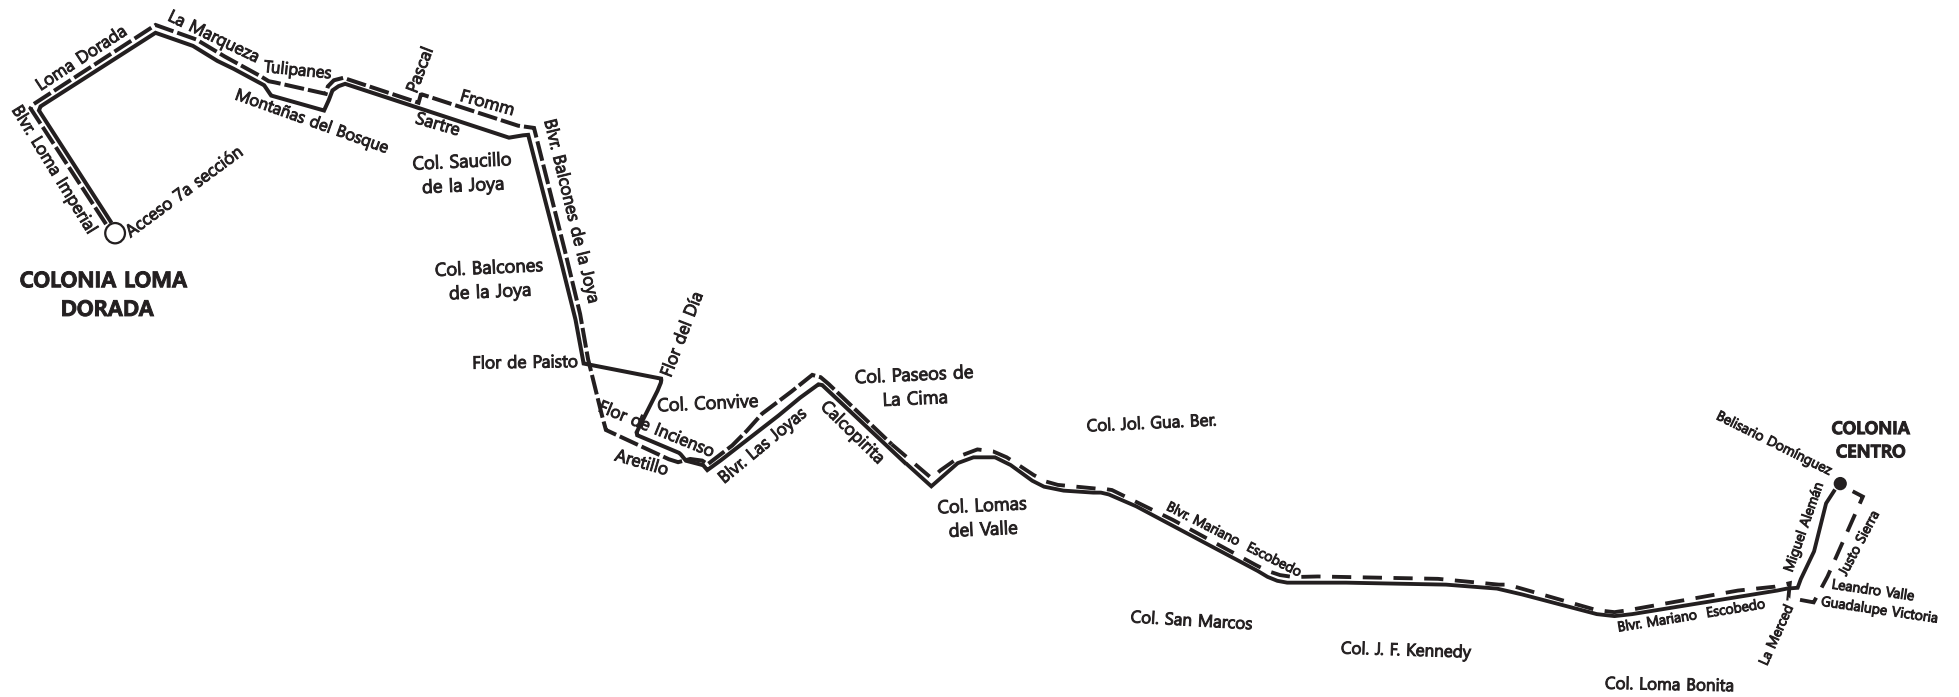 La Marqueza
Loma Dorada
Tulipanes
Pascal
Fromm
Montañas del Bosque
Sartre
Blvr. Loma Imperial
Acceso 7a sección
COLONIA LOMA
DORADA
Col. Saucillo
de la Joya
Blvr. Balcones de la Joya
Col. Balcones
de la Joya
Flor de Paisto
Flor del Día
Col. Convive
Flor de Incienso
Aretillo
Blvr. Las Joyas
Calcopirita
Col. Paseos de
La Cima
Col. Lomas
del Valle
Col. Jol. Gua. Ber.
Blvr. Mariano Escobedo
Col. San Marcos
Col. J. F. Kennedy
Blvr. Mariano Escobedo
Col. Loma Bonita
Belisario Domínguez
COLONIA
CENTRO
Miguel Alemán
Justo Sierra
Leandro Valle
Guadalupe Victoria
La Merced